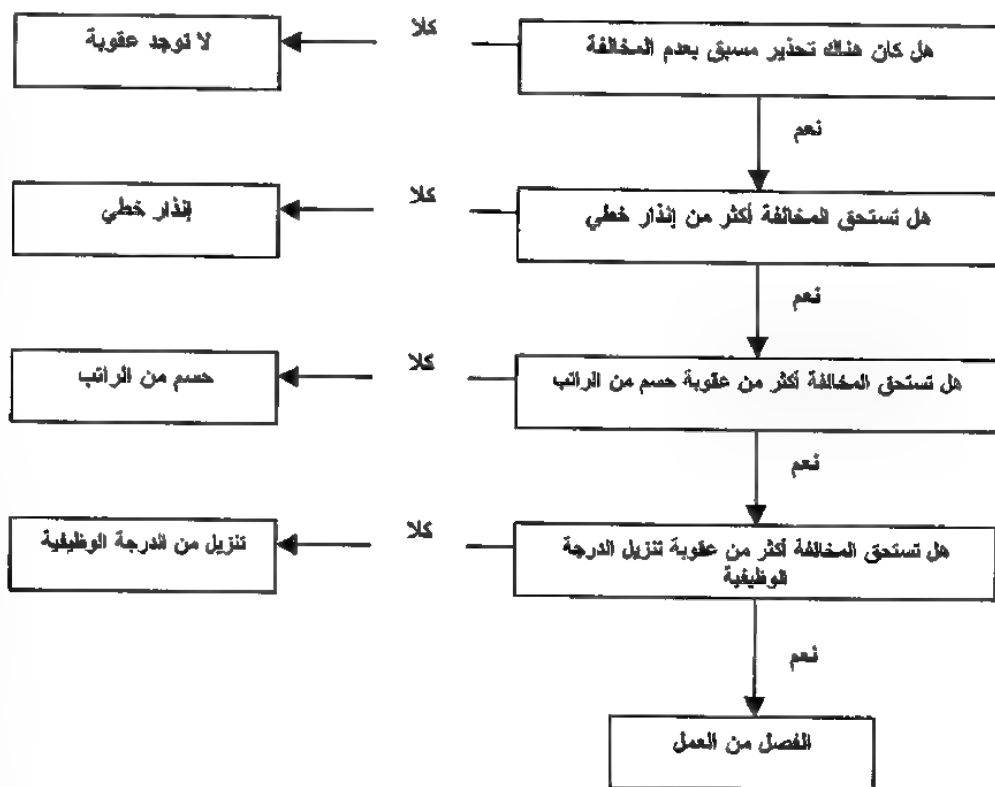 هل كان هناك تحذير مسبق بعدم المخالفة
كلا
لا توجد عقوبة
نعم
هل تستحق المخالفة أكثر من إنذار خطي
كلا
إنذار خطي
نعم
هل تستحق المخالفة أكثر من عقوبة حسم من الراتب
كلا
حسم من الراتب
نعم
هل تستحق المخالفة أكثر من عقوبة تنزيل الدرجة
الوظيفية
كلا
تنزيل من الدرجة الوظيفية
نعم
الفصل من العمل